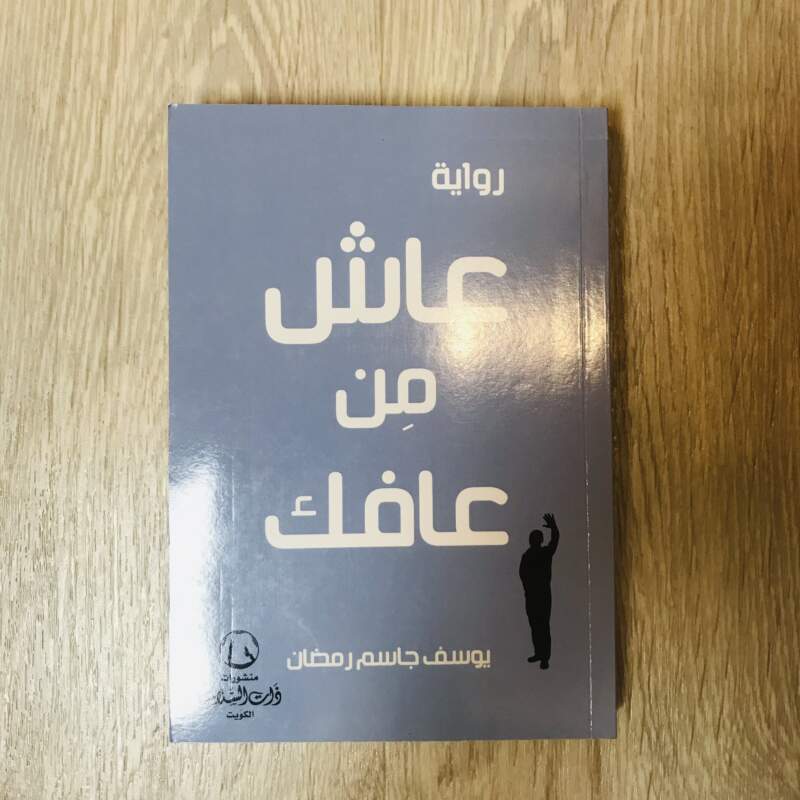 رواية
عاش
مِن
عافك
يوسف جاسم رمضان
منشورات
ذات السلاسل
الكويت